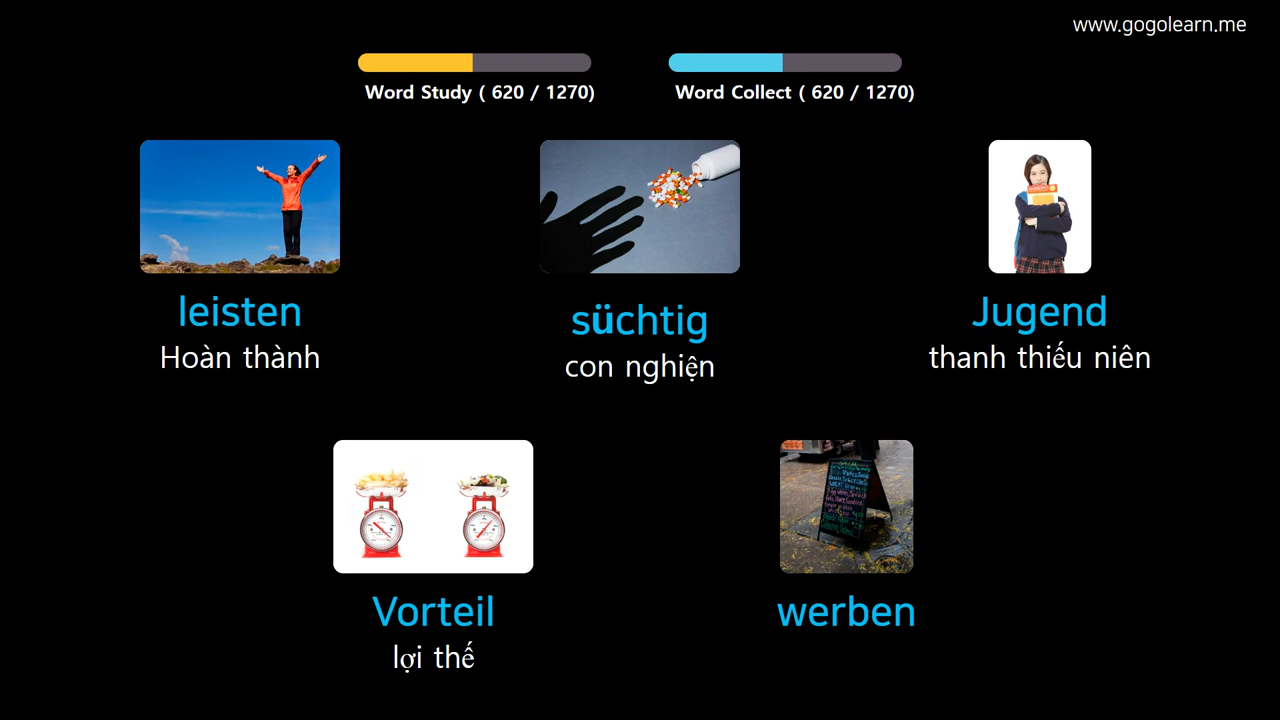 www.gogolearn.me
Word Study ( 620 / 1270)
Word Collect ( 620 / 1270)
leisten
Hoàn thành
süchtig
con nghiện
Jugend
thanh thiếu niên
Vorteil
lợi thế
werben